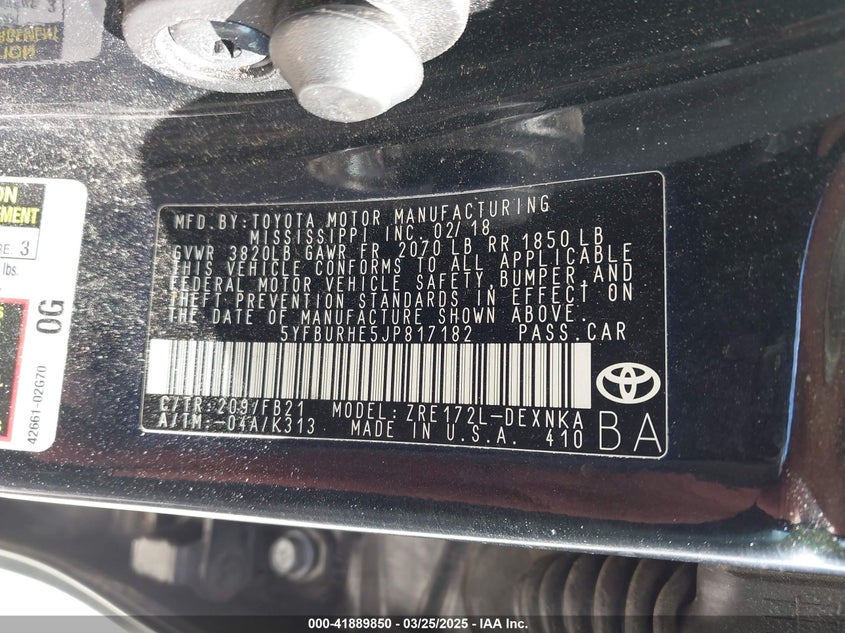 MFD. BY: TOYOTA MOTOR MANUFACTURING
MISSISSIPPI INC. 02/18
GVWR 3820LB GAWR FR 2070 LB RR 1850 LB
THIS VEHICLE CONFORMS TO ALL APPLICABLE
FEDERAL MOTOR VEHICLE SAFETY, BUMPER, AND
THEFT PREVENTION STANDARDS IN EFFECT ON
THE DATE OF MANUFACTURE SHOWN ABOVE.
5YFBURHE5JP817182 PASS. CAR
C/TR: 209/FB21 MODEL: ZRE172L-DEXNKA
A/TM: -04A/K313 MADE IN U.S.A. 410
BA
3
lbs.
0G
42661-02G70
000-41889850 - 03/25/2025 - IAA Inc.